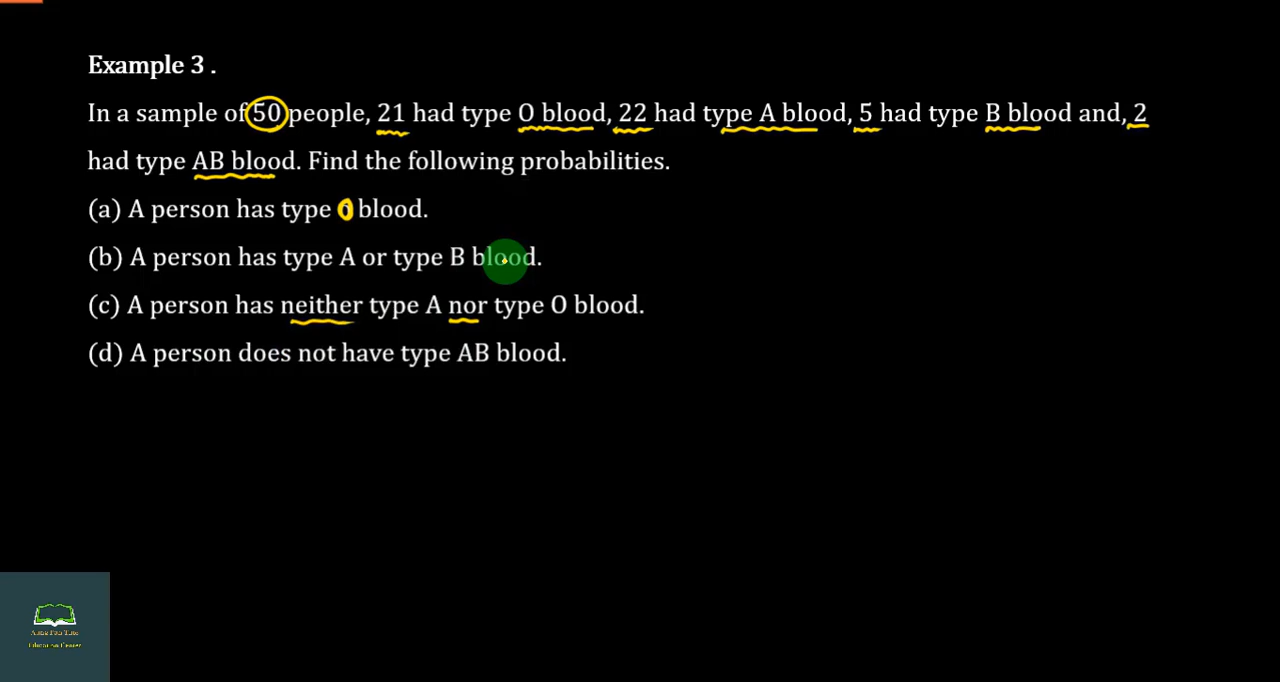 Example 3 .
In a sample of 50 people, 21 had type O blood, 22 had type A blood, 5 had type B blood and, 2
had type AB blood. Find the following probabilities.
(a) A person has type O blood.
(b) A person has type A or type B blood.
(c) A person has neither type A nor type O blood.
(d) A person does not have type AB blood.